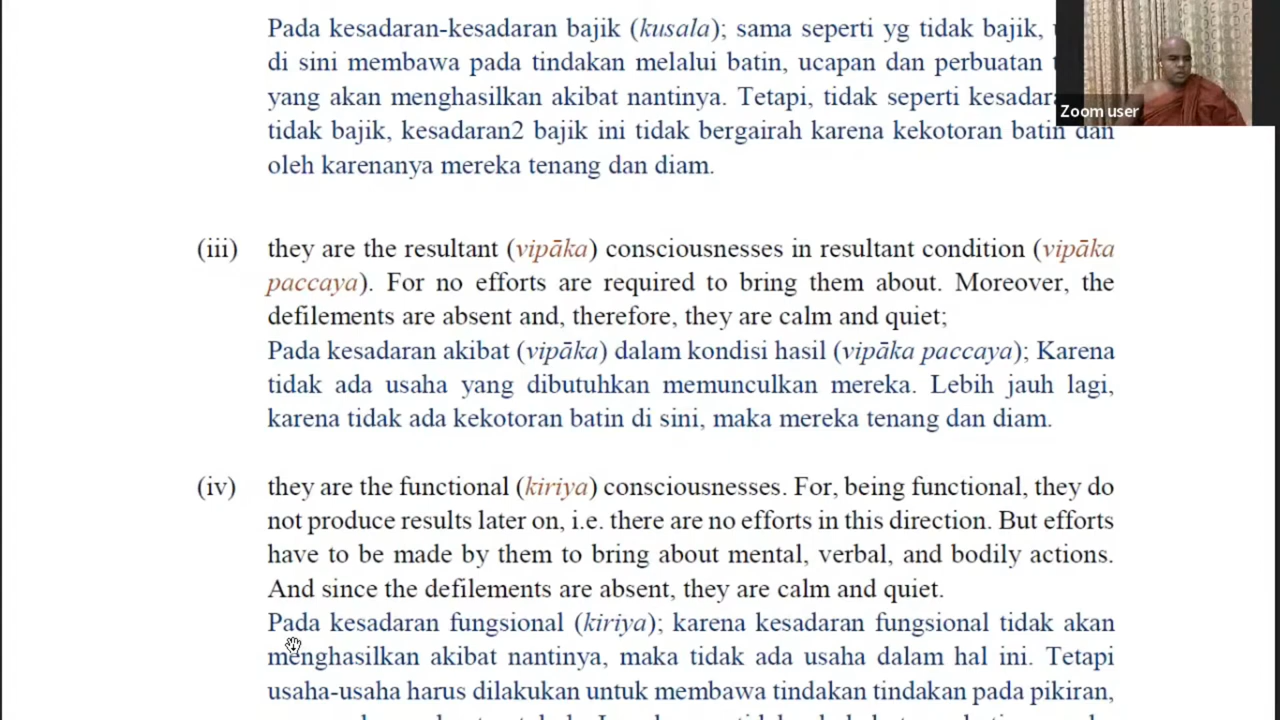 Pada kesadaran-kesadaran bajik (kusala); sama seperti yg tidak bajik,
di sini membawa pada tindakan melalui batin, ucapan dan perbuatan
yang akan menghasilkan akibat nantinya. Tetapi, tidak seperti
tidak bajik, kesadaran2 bajik ini tidak bergairah karena kekotoran batin dan
oleh karenanya mereka tenang dan diam.
Zoom user
(iii) they are the resultant (vipāka) consciousnesses in resultant condition (vipāka
paccaya). For no efforts are required to bring them about. Moreover, the
defilements are absent and, therefore, they are calm and quiet;
Pada kesadaran akibat (vipāka) dalam kondisi hasil (vipāka paccaya); Karena
tidak ada usaha yang dibutuhkan memunculkan mereka. Lebih jauh lagi,
karena tidak ada kekotoran batin di sini, maka mereka tenang dan diam.
(iv) they are the functional (kiriya) consciousnesses. For, being functional, they do
not produce results later on, i.e. there are no efforts in this direction. But efforts
have to be made by them to bring about mental, verbal, and bodily actions.
And since the defilements are absent, they are calm and quiet.
Pada kesadaran fungsional (kiriya); karena kesadaran fungsional tidak akan
menghasilkan akibat nantinya, maka tidak ada usaha dalam hal ini. Tetapi
usaha-usaha harus dilakukan untuk membawa tindakan tindakan pada pikiran,